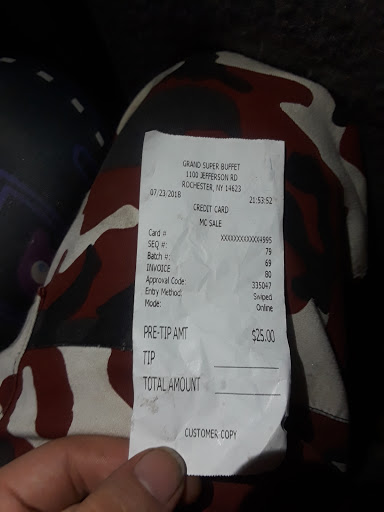 GRAND SUPER BUFFET
1100 JEFFERSON RD
ROCHESTER, NY 14623
07/23/2018 21:53:52
CREDIT CARD
MC SALE
Card # XXXXXXXXXXXX4995
SEQ #: 79
Batch #: 69
INVOICE 80
Approval Code: 335047
Entry Method: Swiped
Mode: Online
PRE-TIP AMT $25.00
TIP
TOTAL AMOUNT
CUSTOMER COPY